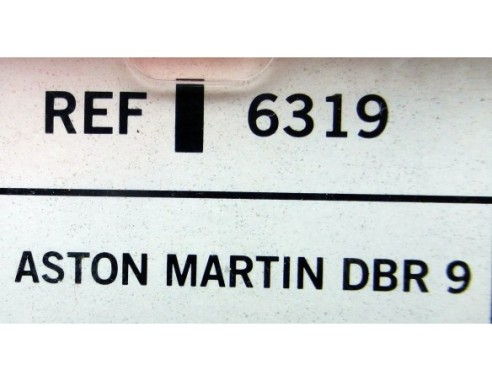 REF 6319
ASTON MARTIN DBR 9